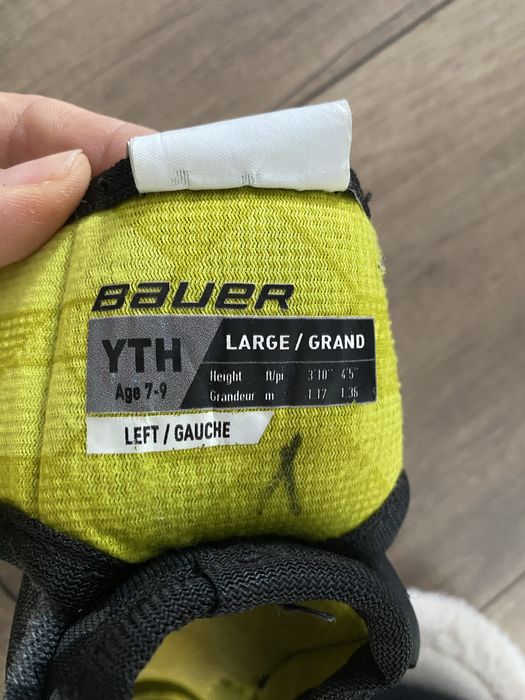 BAUER
YTH
Age 7-9
LARGE / GRAND
Height ft/pi 3'10" 4'5"
Grandeur m 1.17 1.36
LEFT / GAUCHE